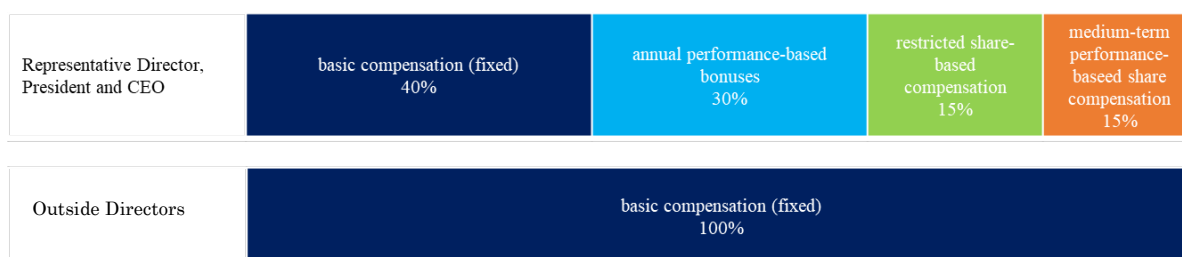 Representative Director,
President and CEO
basic compensation (fixed)
40%
annual performance-based
bonuses
30%
restricted share-
based
compensation
15%
medium-term
performance-
baseed share
compensation
15%
Outside Directors
basic compensation (fixed)
100%